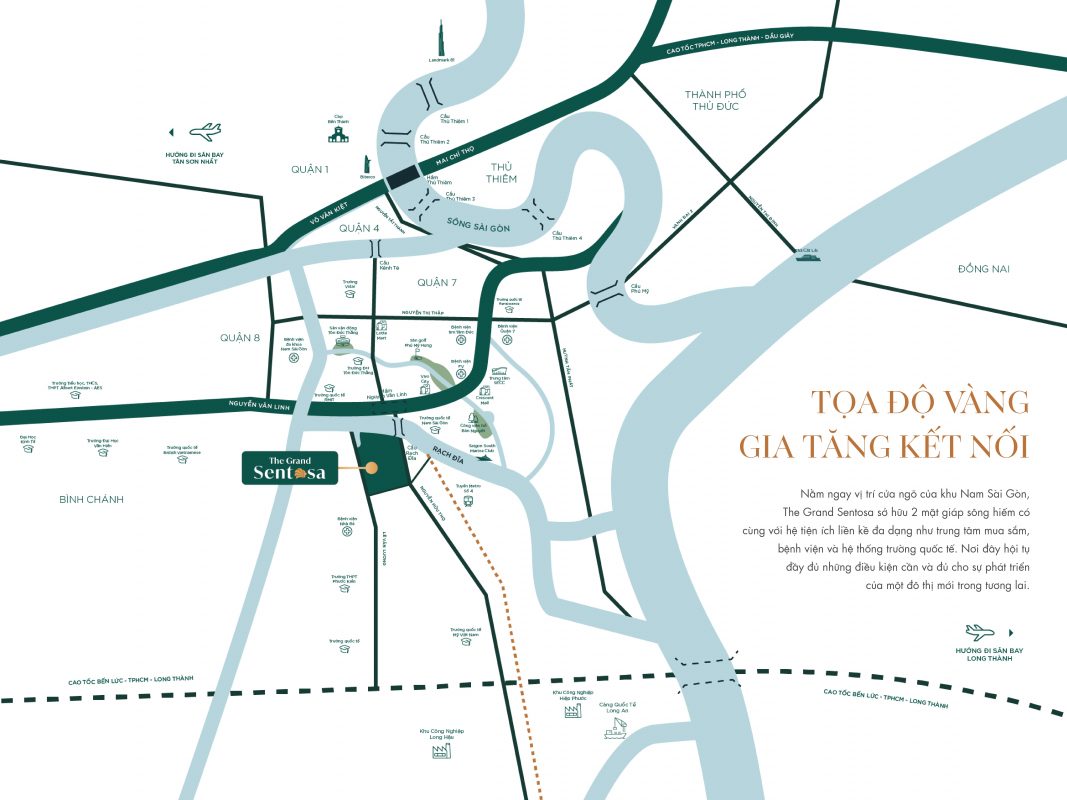 Landmark 81
CAO TỐC TPHCM - LONG THÀNH - DẦU GIÂY
THÀNH PHỐ
THỦ ĐỨC
Chợ
Bến Thành
Cầu
Thủ Thiêm 1
Cầu
Thủ Thiêm 2
HƯỚNG ĐI SÂN BAY
TÂN SƠN NHẤT
QUẬN 1
Bitexco
MAI CHÍ THỌ
THỦ
THIÊM
Hầm
Thủ Thiêm
Cầu
Thủ Thiêm 3
VÕ VĂN KIỆT
NGUYỄN TẤT THÀNH
SÔNG SÀI GÒN
Cầu
Thủ Thiêm 4
VÀNH ĐAI 2
NGUYỄN THỊ ĐỊNH
QUẬN 4
Cầu
Kênh Tẻ
ĐỒNG NAI
Trường
Vstar
QUẬN 7
Cầu
Phú Mỹ
Trường quốc tế
Renaissance
NGUYỄN THỊ THẬP
QUẬN 8
Sân vận động
Tôn Đức Thắng
Lotte
Mart
Bệnh viện
tim Tâm Đức
Bệnh viện
Quận 7
Bệnh viện
đa khoa
Nam Sài Gòn
Sân golf
Phú Mỹ Hưng
Trường ĐH
Tôn Đức Thắng
Bệnh viện
FV
Vivo
City
Trung tâm
SECC
HUỲNH TẤN PHÁT
Trường tiểu học, THCS,
THPT Albert Einstein - AES
Trường quốc tế
RMIT
Hầm
Nguyễn Văn Linh
Crescent
Mall
NGUYỄN VĂN LINH
Trường quốc tế
Nam Sài Gòn
Công viên Hồ
Bán Nguyệt
TỌA ĐỘ VÀNG
GIA TĂNG KẾT NỐI
Đại Học
Kinh Tế
Trường Đại Học
Văn Hiến
Trường quốc tế
British Vietnamese
Cầu
Rạch
Đĩa
RẠCH ĐĨA
Saigon South
Marina Club
The Grand
Sentosa
Tuyến Metro
Số 4
BÌNH CHÁNH
NGUYỄN HỮU THỌ
Nằm ngay vị trí cửa ngõ của khu Nam Sài Gòn,
The Grand Sentosa sở hữu 2 mặt giáp sông hiếm có
cùng với hệ tiện ích liền kề đa dạng như trung tâm mua sắm,
bệnh viện và hệ thống trường quốc tế. Nơi đây hội tụ
đầy đủ những điều kiện cần và đủ cho sự phát triển
của một đô thị mới trong tương lai.
Bệnh viện
Nhà Bè
LÊ VĂN LƯƠNG
Trường THPT
Phước Kiển
Trường quốc tế
Trường quốc tế
Mỹ Việt Nam
HƯỚNG ĐI SÂN BAY
LONG THÀNH
CAO TỐC BẾN LỨC - TPHCM - LONG THÀNH
CAO TỐC BẾN LỨC - TPHCM - LONG THÀNH
Khu Công Nghiệp
Hiệp Phước
Cảng Quốc Tế
Long An
Khu Công Nghiệp
Long Hậu